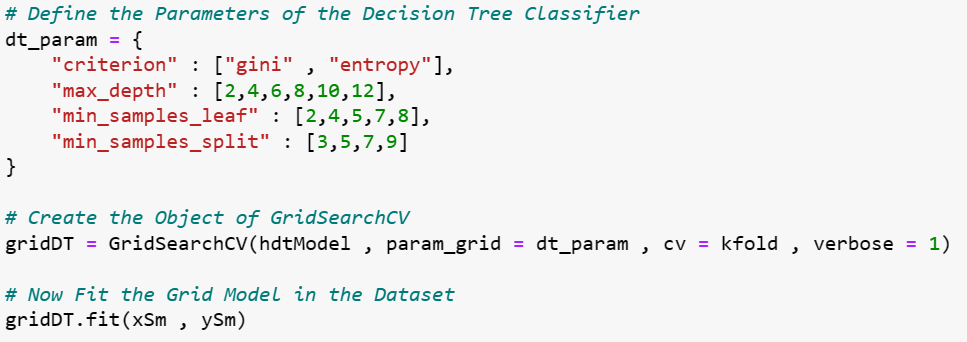 # Define the Parameters of the Decision Tree Classifier
dt_param = {
    "criterion" : ["gini" , "entropy"],
    "max_depth" : [2,4,6,8,10,12],
    "min_samples_leaf" : [2,4,5,7,8],
    "min_samples_split" : [3,5,7,9]
}
# Create the Object of GridSearchCV
gridDT = GridSearchCV(hdtModel , param_grid = dt_param , cv = kfold , verbose = 1)
# Now Fit the Grid Model in the Dataset
gridDT.fit(xSm , ySm)